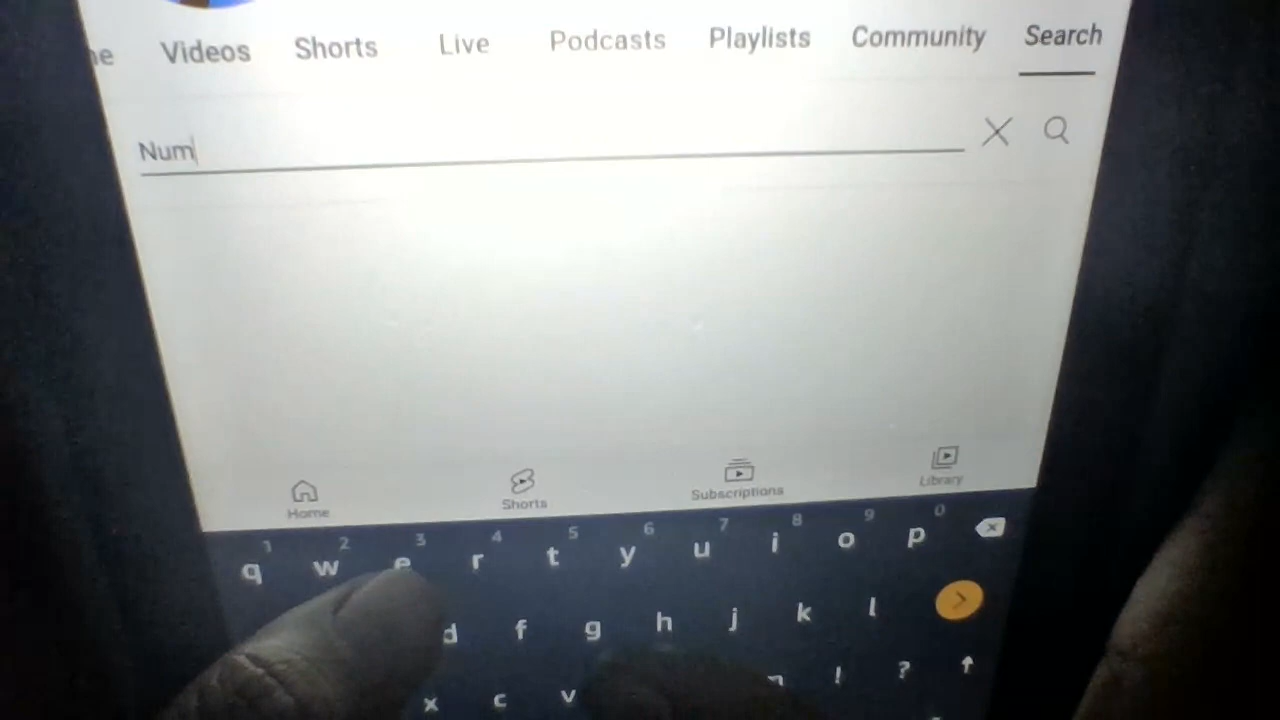 Videos Shorts Live Podcasts Playlists Community Search
Num
Home Shorts Subscriptions Library
1 2 3 4 5 6 7 8 9 0
q w e r t y u i o p
d f g h j k l
x c v ! ?